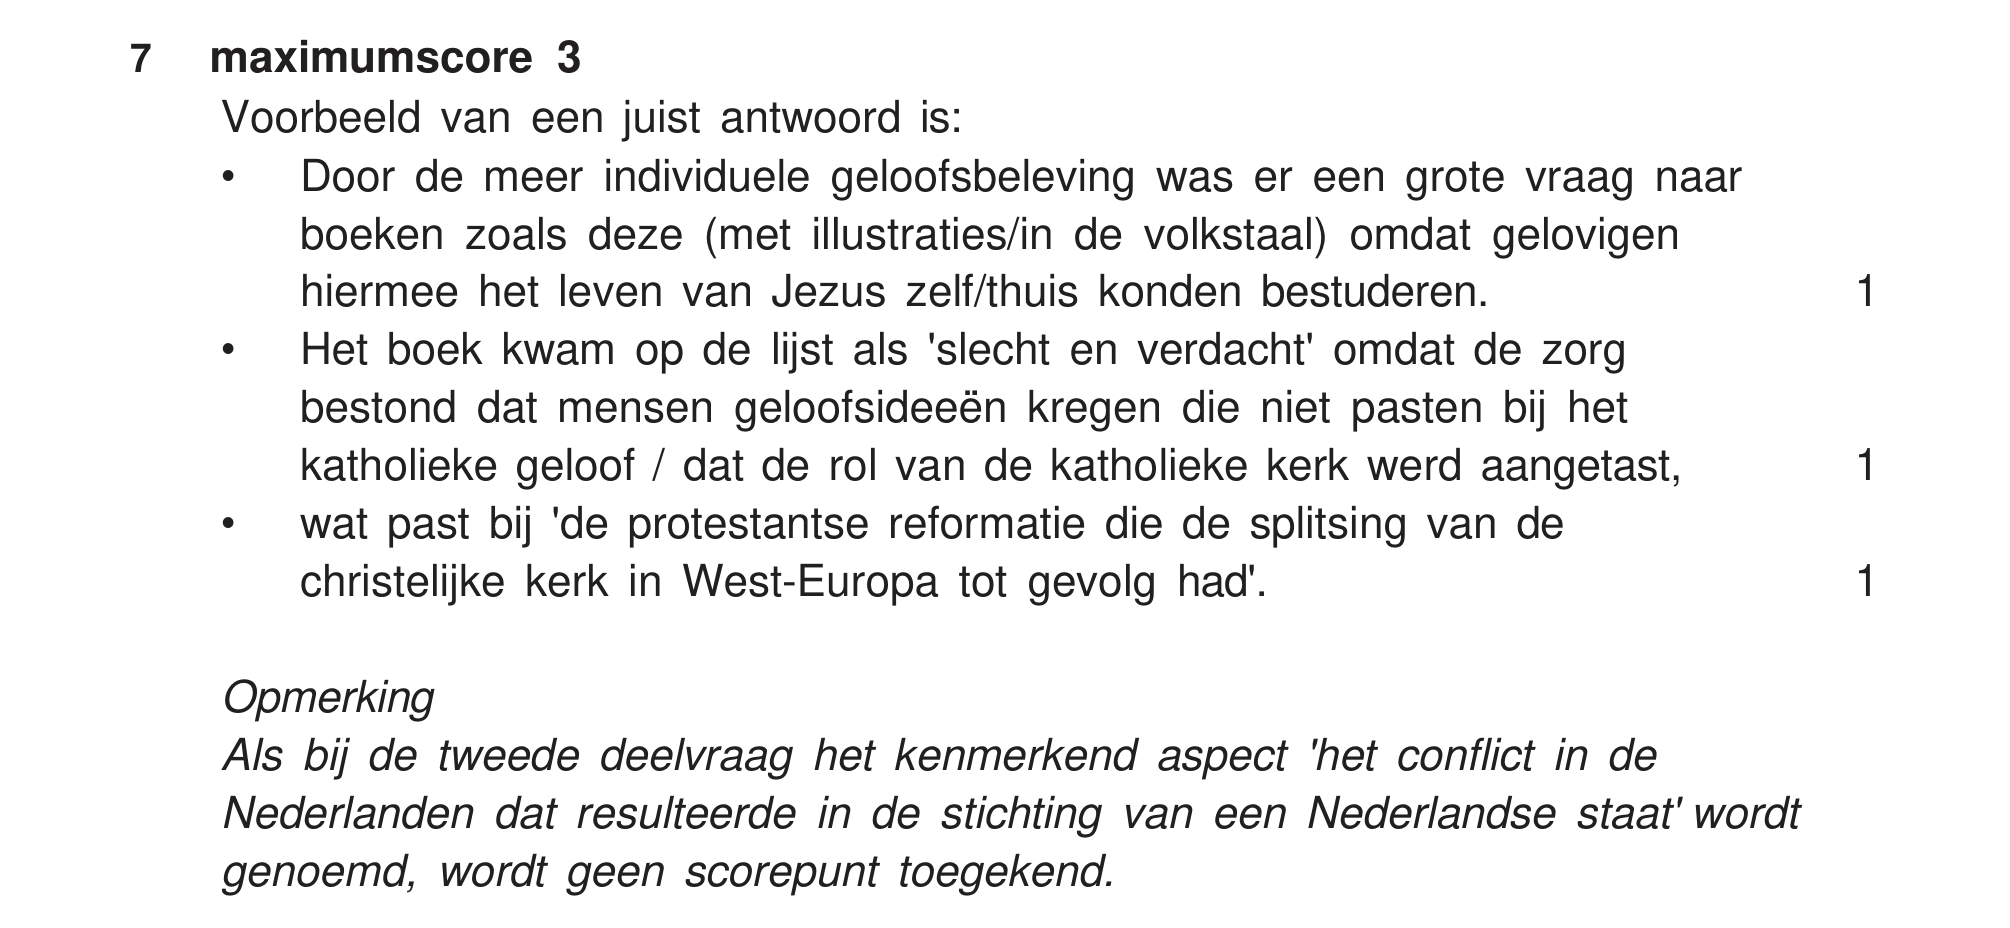 7 maximumscore 3
Voorbeeld van een juist antwoord is:
• Door de meer individuele geloofsbeleving was er een grote vraag naar
boeken zoals deze (met illustraties/in de volkstaal) omdat gelovigen
hiermee het leven van Jezus zelf/thuis konden bestuderen. 1
• Het boek kwam op de lijst als 'slecht en verdacht' omdat de zorg
bestond dat mensen geloofsideeën kregen die niet pasten bij het
katholieke geloof / dat de rol van de katholieke kerk werd aangetast, 1
• wat past bij 'de protestantse reformatie die de splitsing van de
christelijke kerk in West-Europa tot gevolg had'. 1
Opmerking
Als bij de tweede deelvraag het kenmerkend aspect 'het conflict in de
Nederlanden dat resulteerde in de stichting van een Nederlandse staat' wordt
genoemd, wordt geen scorepunt toegekend.